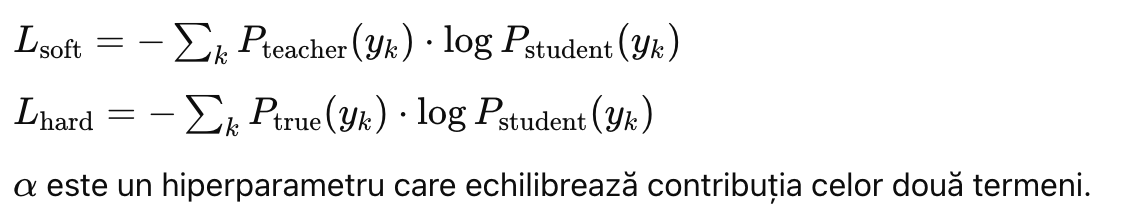 L_soft = − ∑_k P_teacher(y_k) · log P_student(y_k)
L_hard = − ∑_k P_true(y_k) · log P_student(y_k)
α este un hiperparametru care echilibrează contribuția celor două termeni.